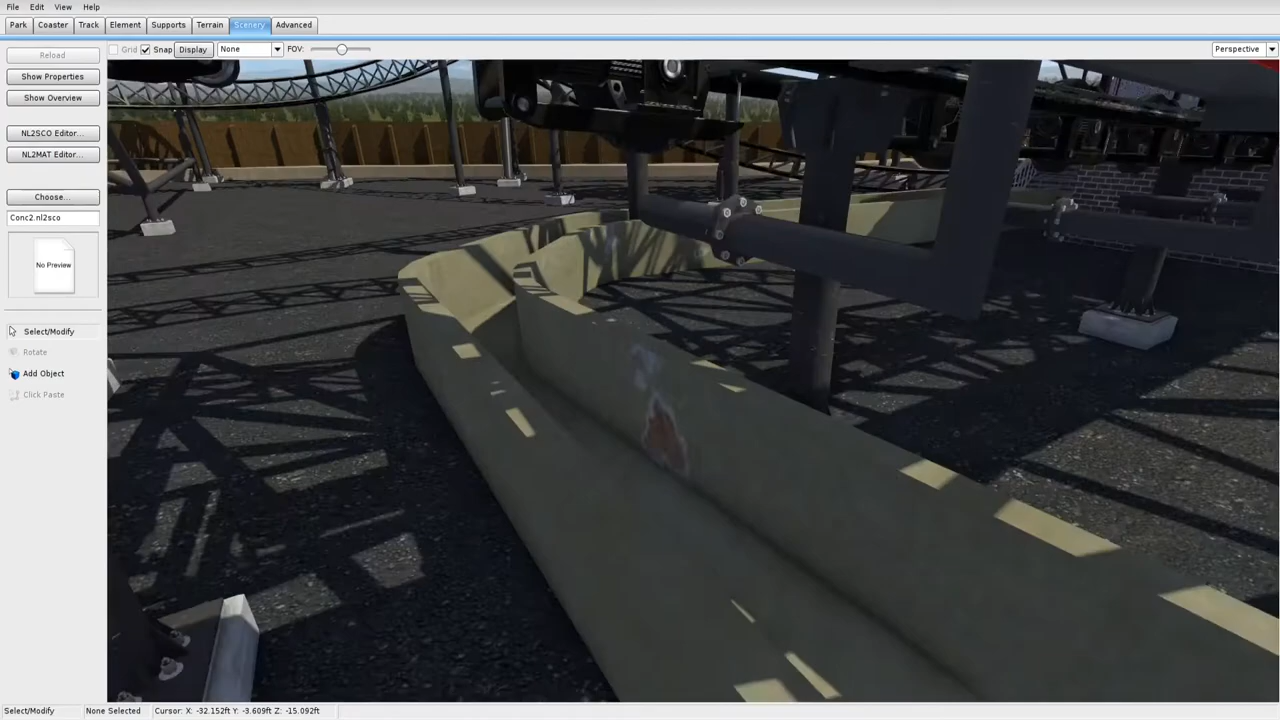 File Edit View Help
Park Coaster Track Element Supports Terrain Scenery Advanced
Reload
Grid Snap Display None FOV: Perspective
Show Properties
Show Overview
NL2SCO Editor...
NL2MAT Editor...
Choose...
Conc2.nl2sco
No Preview
Select/Modify
Rotate
Add Object
Click Paste
Select/Modify None Selected Cursor: X: -32.152ft Y: -3.609ft Z: -15.092ft